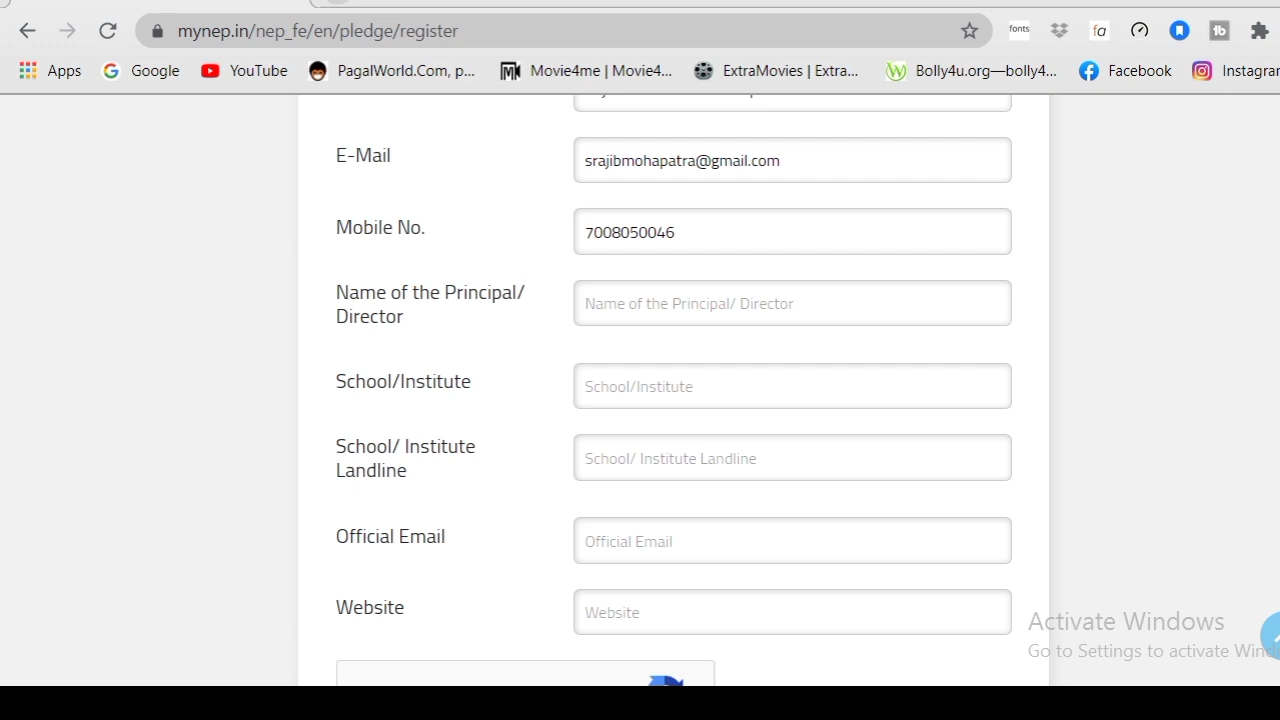 mynep.in/nep_fe/en/pledge/register
fonts
fa
Apps
Google
YouTube
PagalWorld.Com, p...
Movie4me | Movie4...
ExtraMovies | Extra...
Bolly4u.org—bolly4...
Facebook
E-Mail
srajibmohapatra@gmail.com
Mobile No.
7008050046
Name of the Principal/
Director
Name of the Principal/ Director
School/Institute
School/Institute
School/ Institute
Landline
School/ Institute Landline
Official Email
Official Email
Website
Website
Activate Windows
Go to Settings to activate